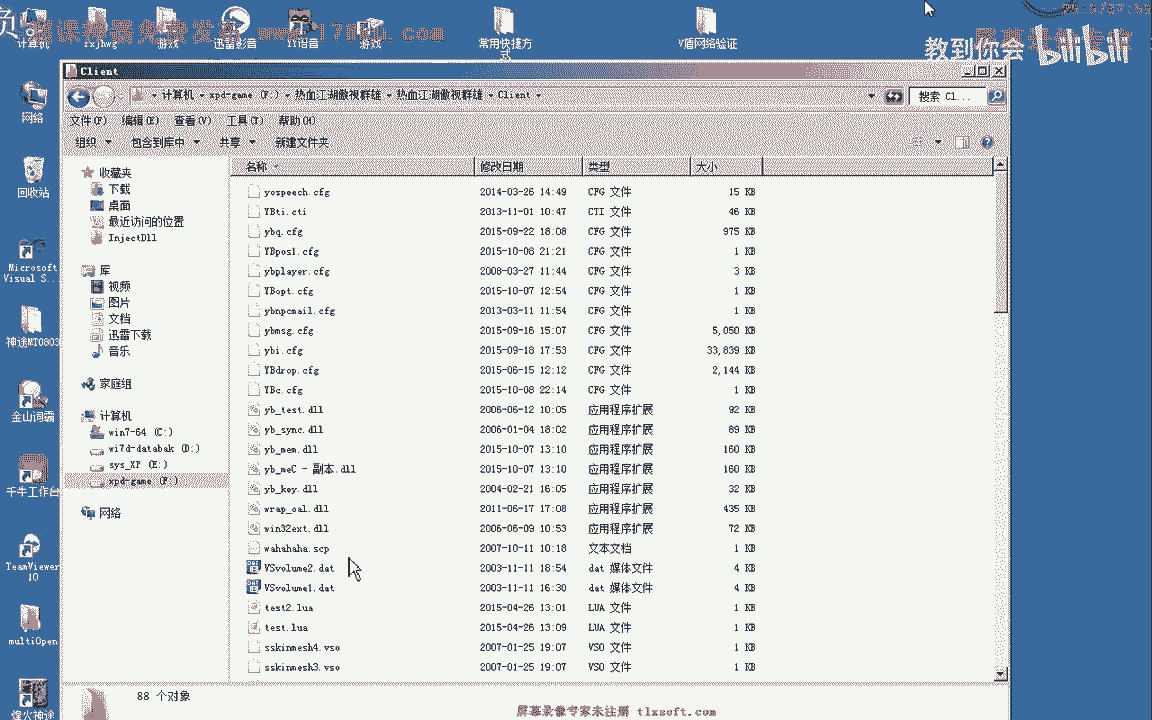 计算机
rxjhwg
游戏
迅雷影音
YY语音
游戏
常用快捷方式
V盾网络验证
教到你会 bilibili
网络
回收站
Microsoft Visual S...
神途MT0803
金山词霸
千牛工作台
TeamViewer 10
multiOpen
烽火神途
Client
计算机 xpd-game (F:) 热血江湖傲视群雄 热血江湖傲视群雄 Client
搜索 Cl...
文件(F) 编辑(E) 查看(V) 工具(T) 帮助(H)
组织 包含到库中 共享 新建文件夹
收藏夹
下载
桌面
最近访问的位置
InjectDll
库
视频
图片
文档
迅雷下载
音乐
家庭组
计算机
win7-64 (C:)
wi7d-databak (D:)
sys_XP (E:)
xpd-game (F:)
网络
名称 修改日期 类型 大小
yospeech.cfg 2014-03-26 14:49 CFG 文件 15 KB
YBti.cti 2013-11-01 10:47 CTI 文件 46 KB
ybq.cfg 2015-09-22 18:08 CFG 文件 975 KB
YBposl.cfg 2015-10-08 21:21 CFG 文件 1 KB
ybplayer.cfg 2008-03-27 11:44 CFG 文件 3 KB
YBopt.cfg 2015-10-07 12:54 CFG 文件 1 KB
ybnpcmail.cfg 2013-03-11 11:54 CFG 文件 1 KB
ybmsg.cfg 2015-09-16 15:07 CFG 文件 5,050 KB
ybi.cfg 2015-09-18 17:53 CFG 文件 33,839 KB
YBdrop.cfg 2015-06-15 12:12 CFG 文件 2,144 KB
YBc.cfg 2015-10-08 22:14 CFG 文件 1 KB
yb_test.dll 2006-06-12 10:05 应用程序扩展 92 KB
yb_sync.dll 2006-01-04 18:02 应用程序扩展 89 KB
yb_mem.dll 2015-10-07 13:10 应用程序扩展 160 KB
yb_meC - 副本.dll 2015-10-07 13:10 应用程序扩展 160 KB
yb_key.dll 2004-02-21 16:05 应用程序扩展 32 KB
wrap_oal.dll 2011-06-17 17:08 应用程序扩展 435 KB
win32ext.dll 2006-06-09 10:53 应用程序扩展 72 KB
wahahaha.scp 2007-10-11 10:18 文本文档 1 KB
VSvolume2.dat 2003-11-11 18:54 dat 媒体文件 4 KB
VSvolume1.dat 2003-11-11 16:30 dat 媒体文件 4 KB
test2.lua 2015-04-26 13:01 LUA 文件 1 KB
test.lua 2015-04-26 13:09 LUA 文件 1 KB
sskinmesh4.vso 2007-01-25 19:07 VSO 文件 1 KB
sskinmesh3.vso 2007-01-25 19:07 VSO 文件 1 KB
88 个对象
屏幕录像专家未注册 tlxsoft.com